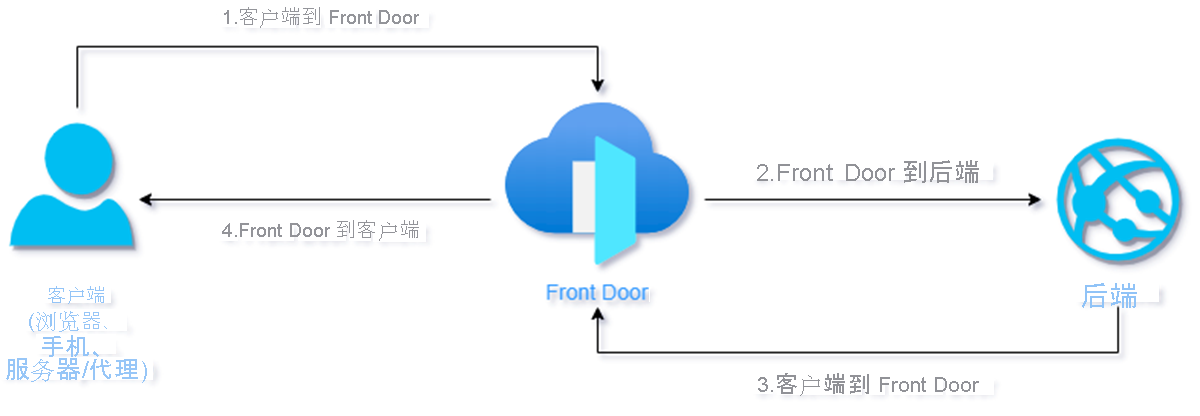 1.客户端到 Front Door
2.Front Door 到后端
4.Front Door 到客户端
Front Door
客户端
(浏览器、
手机、
服务器/代理)
后端
3.客户端到 Front Door